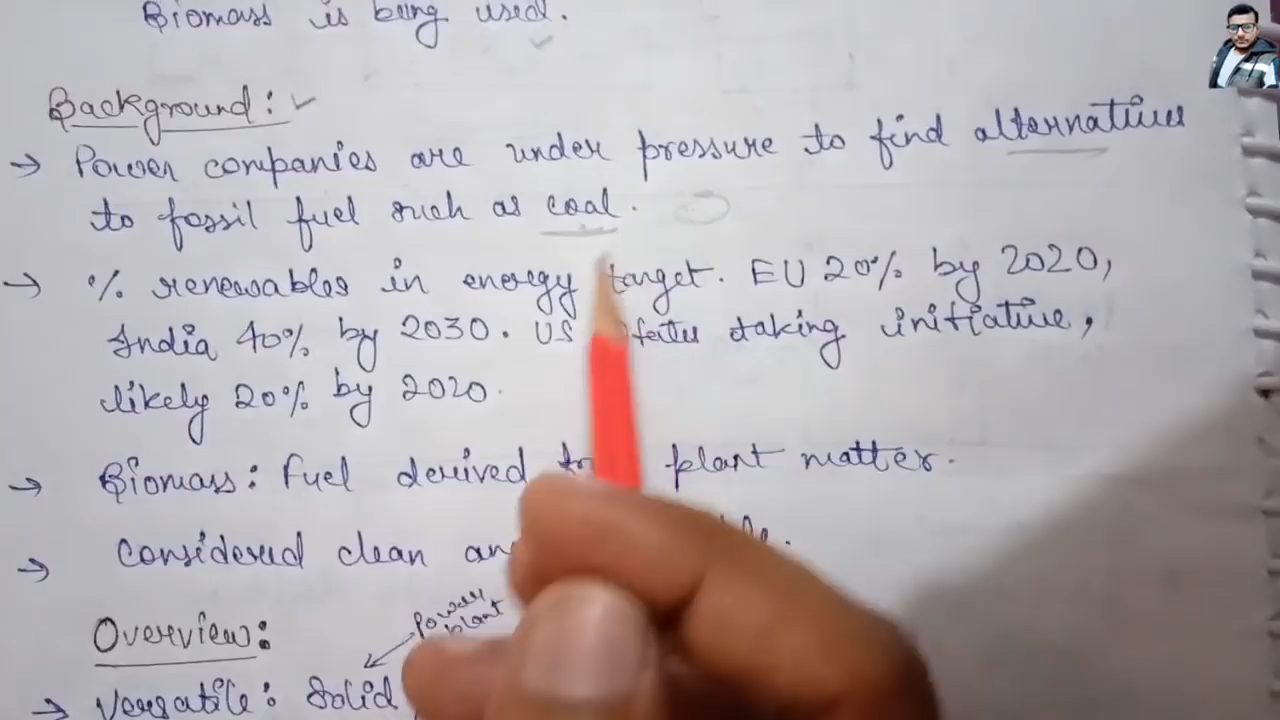 Biomass is being used.
Background:
→ Power companies are under pressure to find alternatives
to fossil fuel such as coal.
→ % renewables in energy target. EU 20% by 2020,
India 40% by 2030. US taking initiative,
likely 20% by 2020.
→ Biomass: Fuel derived plant matter.
→ Considered clean
Overview:
Power
plant
→ Versatile: Solid